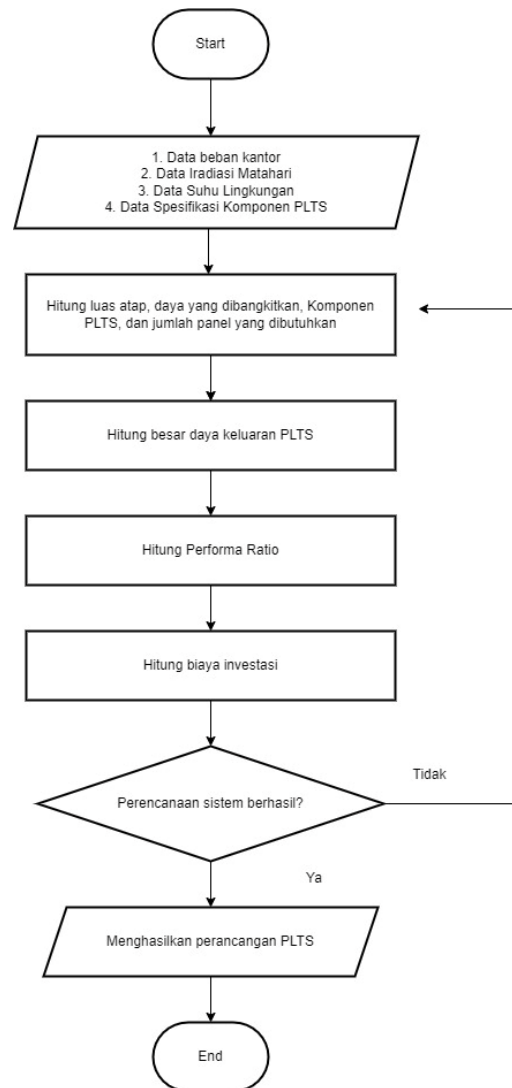 Start
1. Data beban kantor
2. Data Iradiasi Matahari
3. Data Suhu Lingkungan
4. Data Spesifikasi Komponen PLTS
Hitung luas atap, daya yang dibangkitkan, Komponen
PLTS, dan jumlah panel yang dibutuhkan
Hitung besar daya keluaran PLTS
Hitung Performa Ratio
Hitung biaya investasi
Perencanaan sistem berhasil?
Tidak
Ya
Menghasilkan perancangan PLTS
End